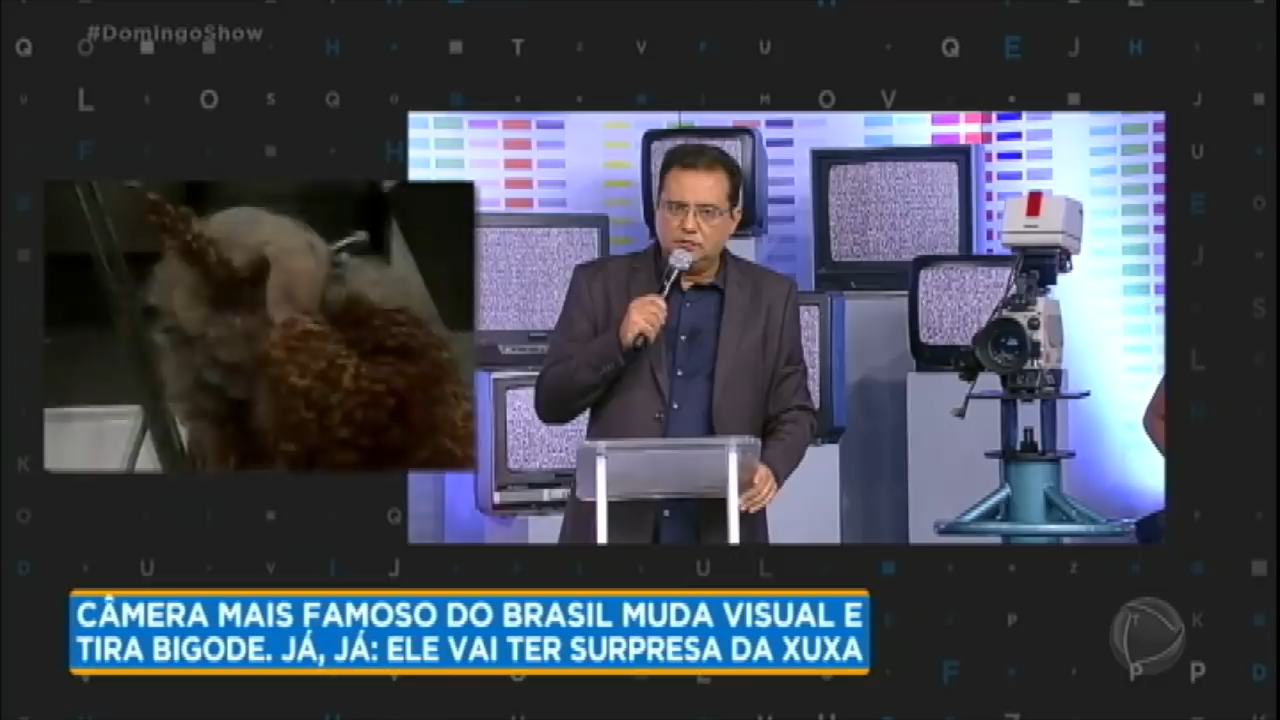 #DomingoShow
CÂMERA MAIS FAMOSO DO BRASIL MUDA VISUAL E
TIRA BIGODE. JÁ, JÁ: ELE VAI TER SURPRESA DA XUXA